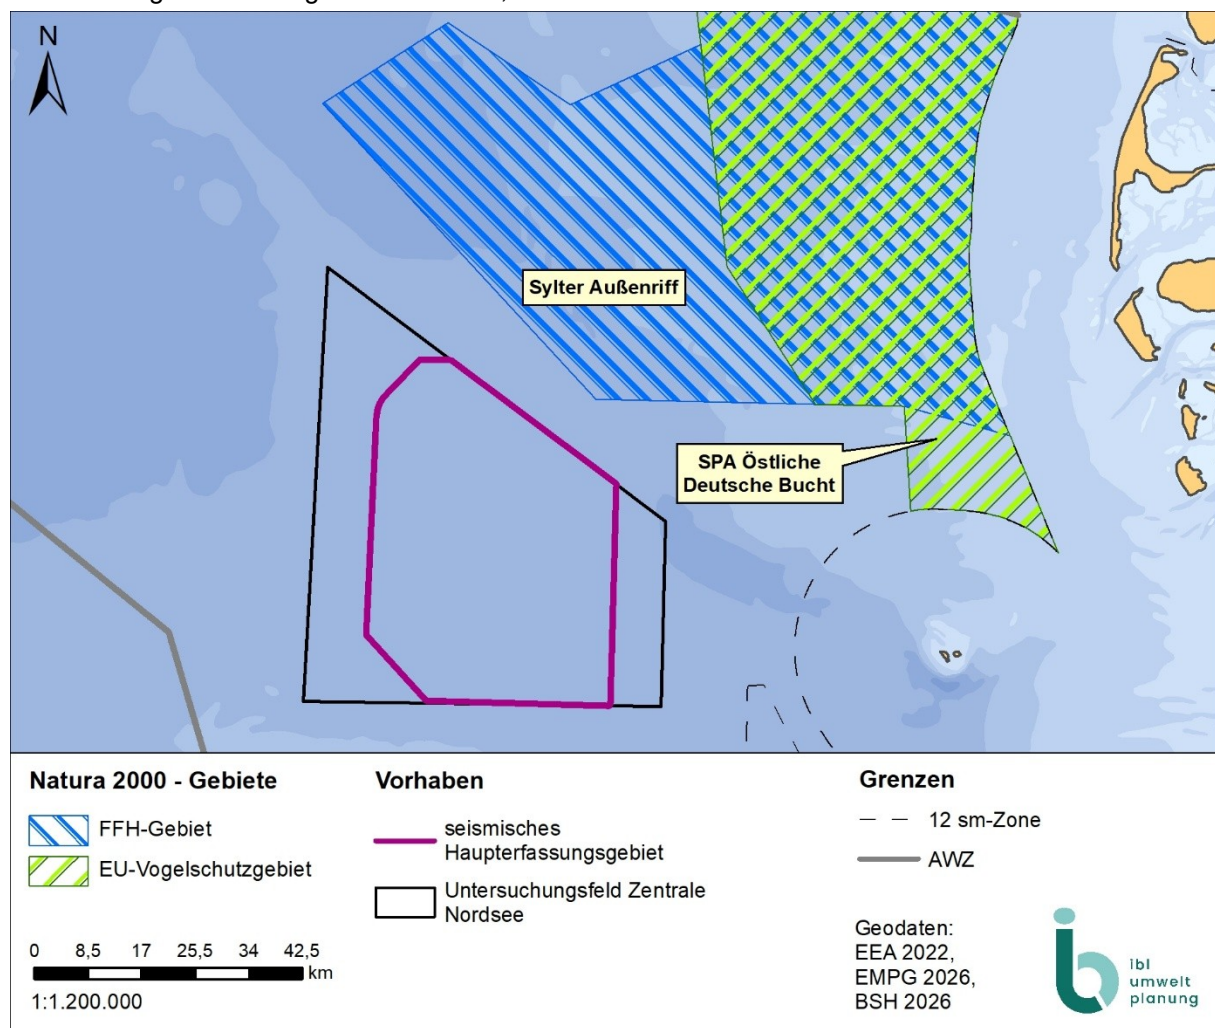 N
Sylter Außenriff
SPA Östliche
Deutsche Bucht
Natura 2000 - Gebiete
FFH-Gebiet
EU-Vogelschutzgebiet
0 8,5 17 25,5 34 42,5
km
1:1.200.000
Vorhaben
seismisches
Haupterfassungsgebiet
Untersuchungsfeld Zentrale
Nordsee
Grenzen
12 sm-Zone
AWZ
Geodaten:
EEA 2022,
EMPG 2026,
BSH 2026
ibl
umwelt
planung